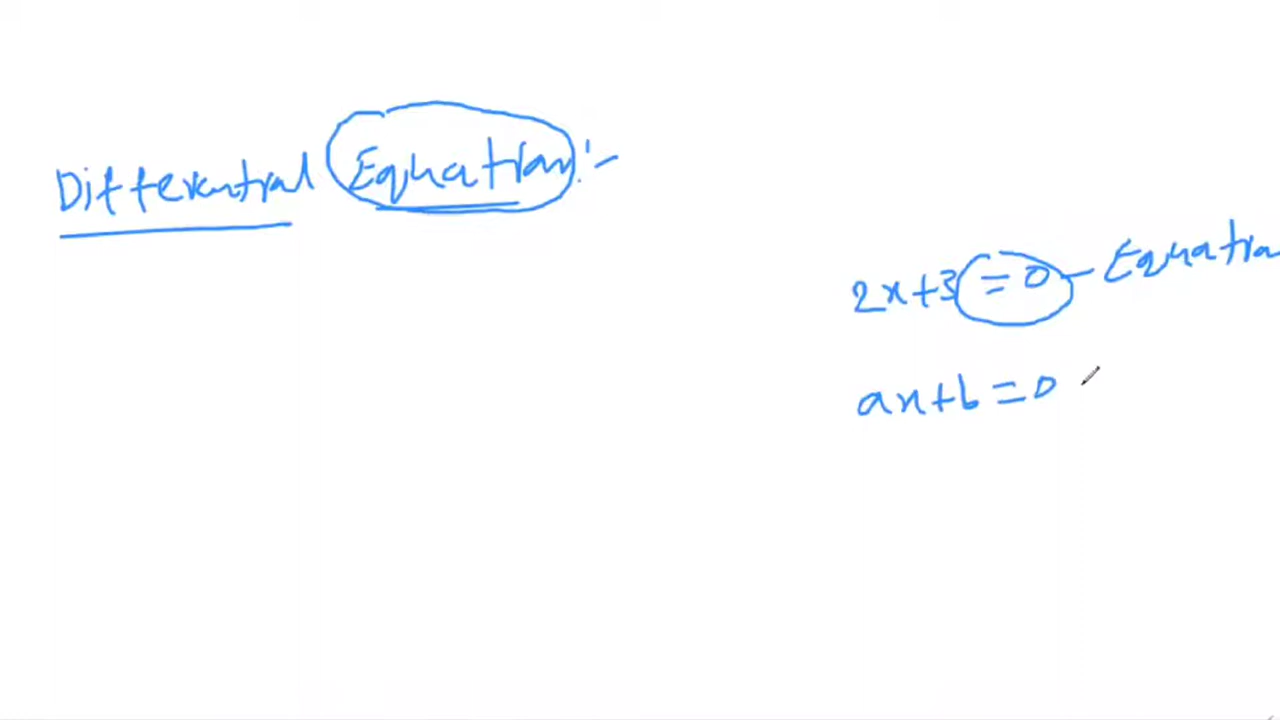 Differential Equation :-
2x+3 = 0 - Equation
ax+b = 0